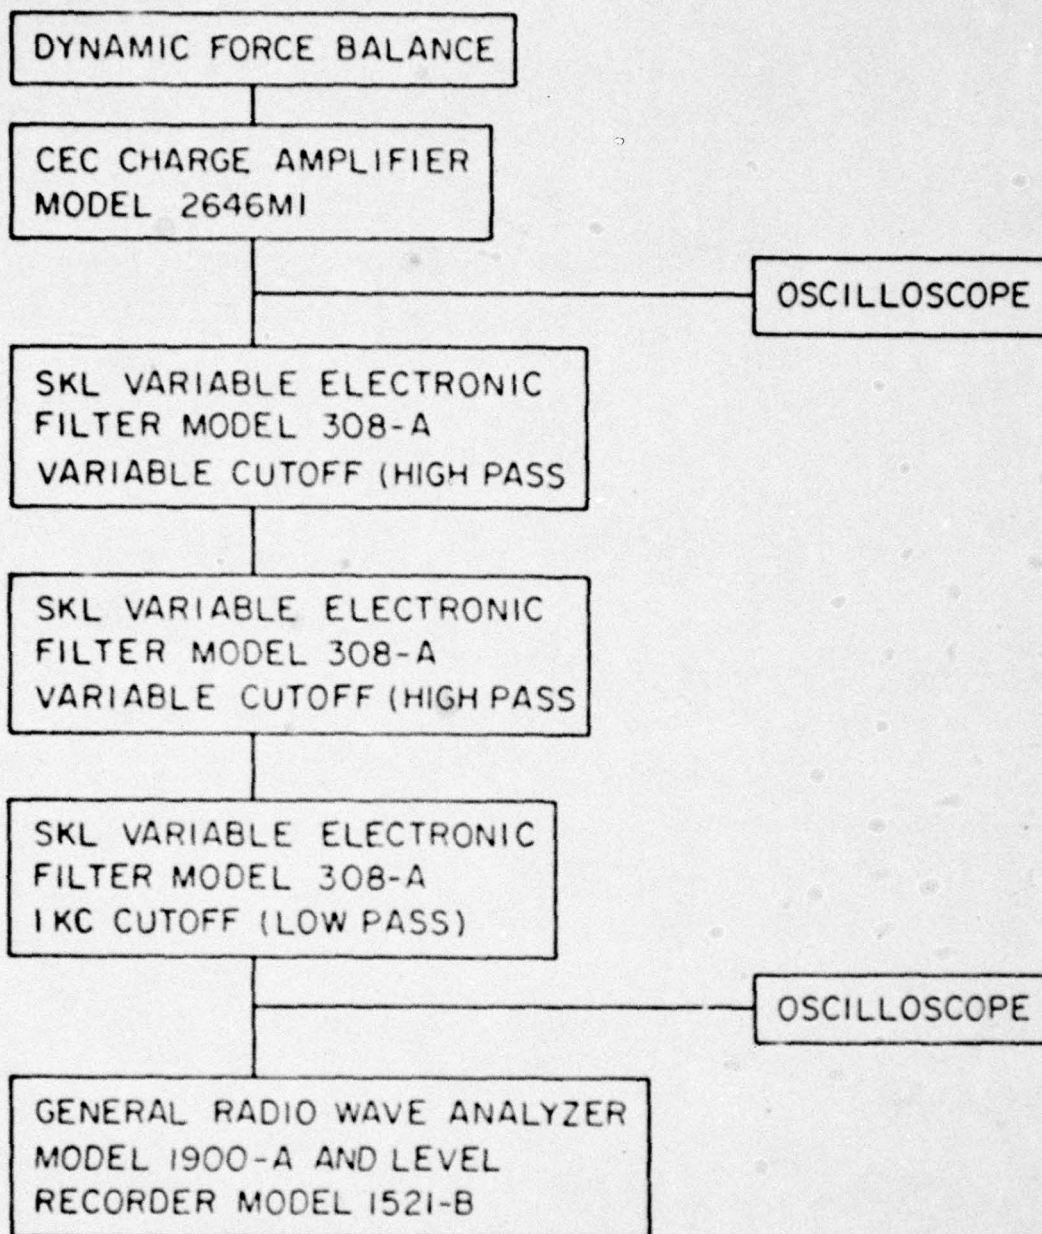 DYNAMIC FORCE BALANCE
CEC CHARGE AMPLIFIER
MODEL 2646M1
OSCILLOSCOPE
SKL VARIABLE ELECTRONIC
FILTER MODEL 308-A
VARIABLE CUTOFF (HIGH PASS
SKL VARIABLE ELECTRONIC
FILTER MODEL 308-A
VARIABLE CUTOFF (HIGH PASS
SKL VARIABLE ELECTRONIC
FILTER MODEL 308-A
1 KC CUTOFF (LOW PASS)
OSCILLOSCOPE
GENERAL RADIO WAVE ANALYZER
MODEL 1900-A AND LEVEL
RECORDER MODEL 1521-B